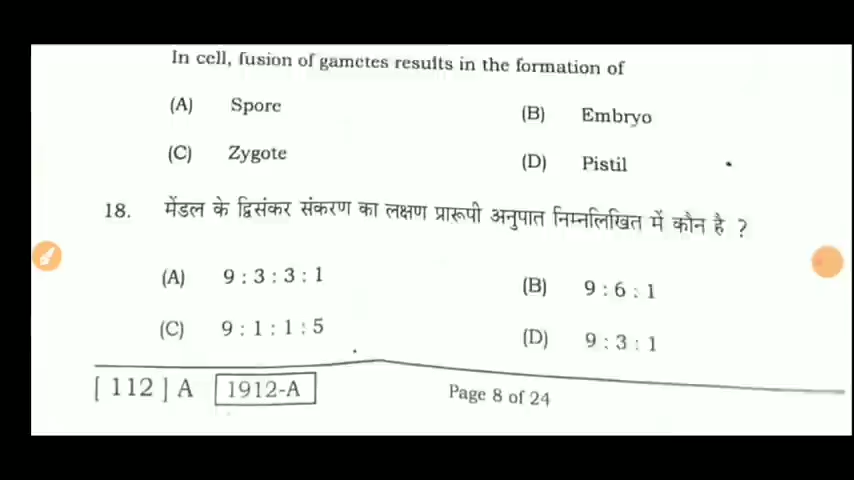 In cell, fusion of gametes results in the formation of
(A) Spore (B) Embryo
(C) Zygote (D) Pistil
18. मेंडल के द्विसंकर संकरण का लक्षण प्रारूपी अनुपात निम्नलिखित में कौन है ?
(A) 9 : 3 : 3 : 1 (B) 9 : 6 : 1
(C) 9 : 1 : 1 : 5 (D) 9 : 3 : 1
[ 112 ] A 1912-A Page 8 of 24